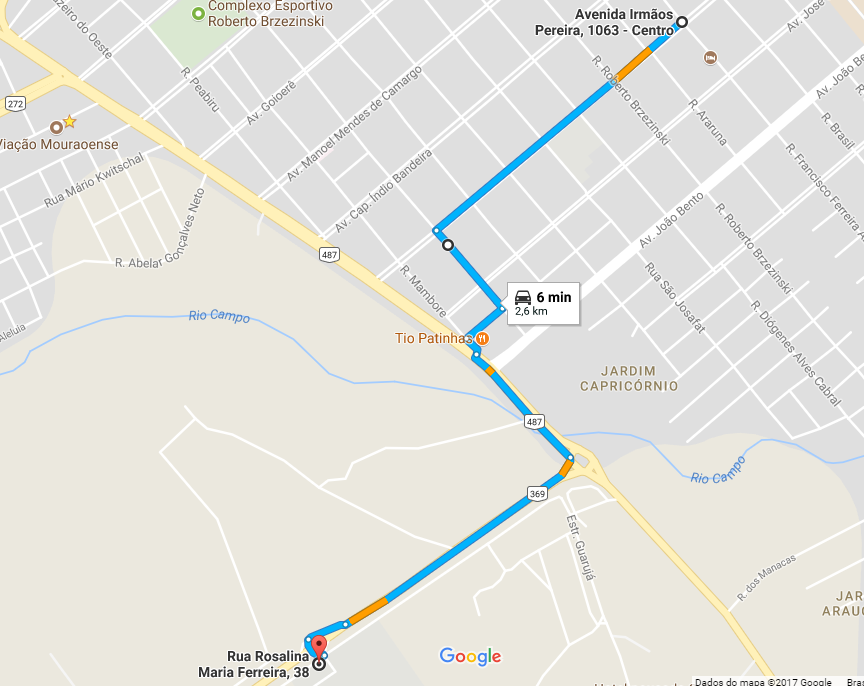 Complexo Esportivo
Roberto Brzezinski
Avenida Irmãos
Pereira, 1063 - Centro
Av. Jose
uzeiro do Oeste
R. Peabiru
Av. Goioerê
Av. Manoel Mendes de Camargo
R. Roberto Brzezinski
R. Araruna
Av. João Be
R. Brasil
272
Viação Mouraoense
Rua Mário Kwitschal
Av. Cap. Índio Bandeira
R. Francisco Ferreira A
R. Abelar Gonçalves Neto
487
Av. João Bento
R. Roberto Brzezinski
R. Mambore
Rua São Josafat
6 min
2,6 km
R. Diógenes Alves Cabral
Aleluia
Rio Campo
Tio Patinhas
JARDIM
CAPRICÓRNIO
487
Rio Campo
369
Estr. Guarujá
R. dos Manacas
JAR
ARAUC
Rua Rosalina
Maria Ferreira, 38
Google
Dados do mapa ©2017 Google
Bras